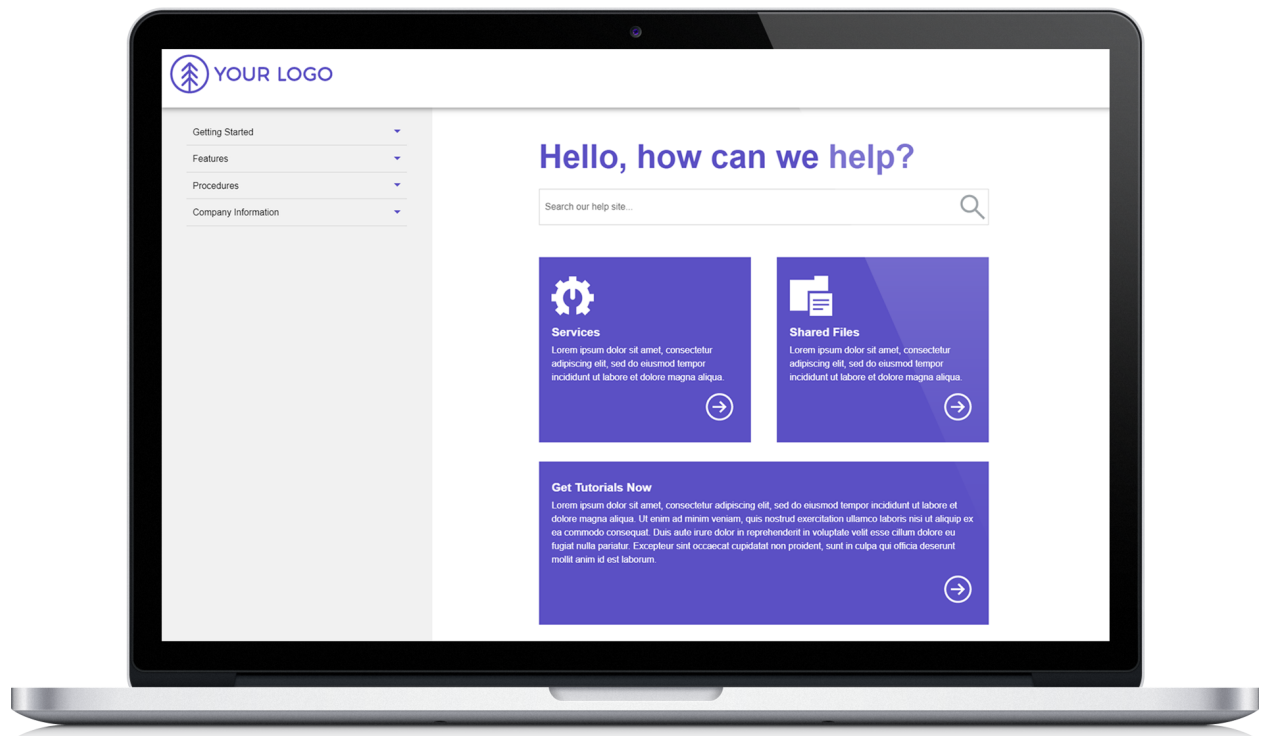 YOUR LOGO
Getting Started
Features
Procedures
Company Information
Hello, how can we help?
Search our help site...
Services
Lorem ipsum dolor sit amet, consectetur
adipiscing elit, sed do eiusmod tempor
incididunt ut labore et dolore magna aliqua.
Shared Files
Lorem ipsum dolor sit amet, consectetur
adipiscing elit, sed do eiusmod tempor
incididunt ut labore et dolore magna aliqua.
Get Tutorials Now
Lorem ipsum dolor sit amet, consectetur adipiscing elit, sed do eiusmod tempor incididunt ut labore et
dolore magna aliqua. Ut enim ad minim veniam, quis nostrud exercitation ullamco laboris nisi ut aliquip ex
ea commodo consequat. Duis aute irure dolor in reprehenderit in voluptate velit esse cillum dolore eu
fugiat nulla pariatur. Excepteur sint occaecat cupidatat non proident, sunt in culpa qui officia deserunt
mollit anim id est laborum.